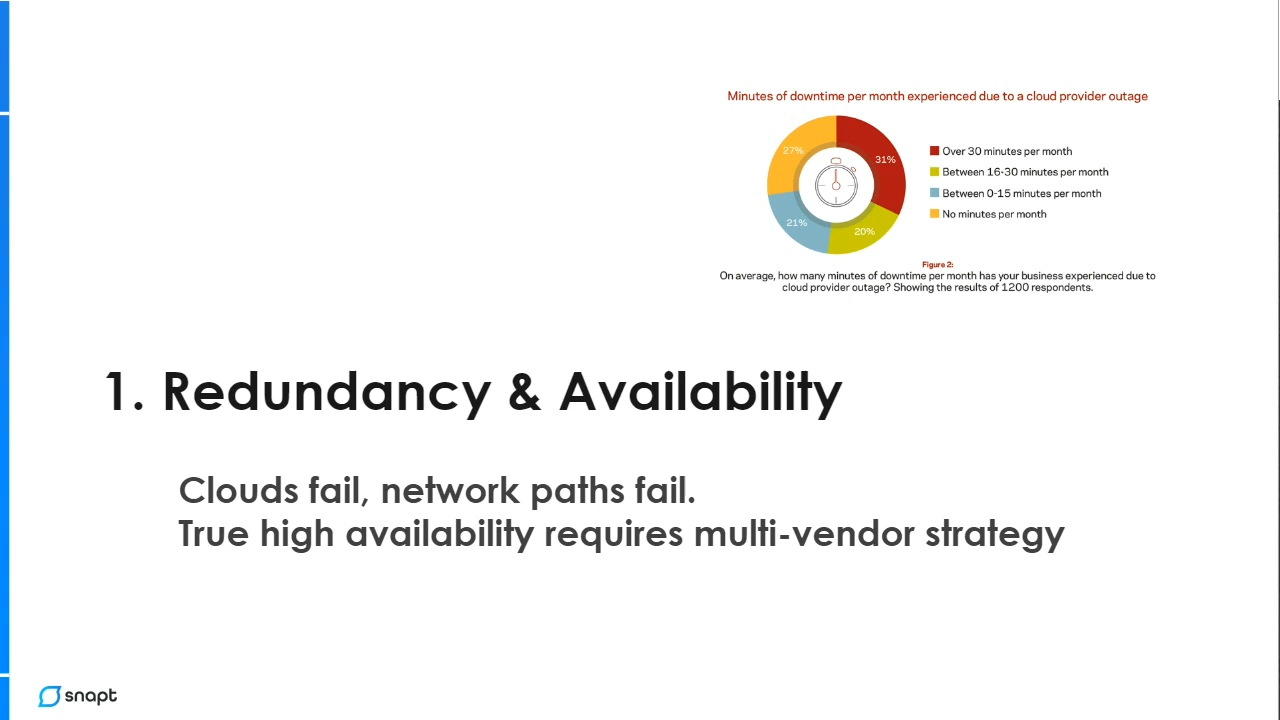 Minutes of downtime per month experienced due to a cloud provider outage
27%
31%
21%
20%
Over 30 minutes per month
Between 16-30 minutes per month
Between 0-15 minutes per month
No minutes per month
Figure 2:
On average, how many minutes of downtime per month has your business experienced due to
cloud provider outage? Showing the results of 1200 respondents.
1. Redundancy & Availability
Clouds fail, network paths fail.
True high availability requires multi-vendor strategy
snapt